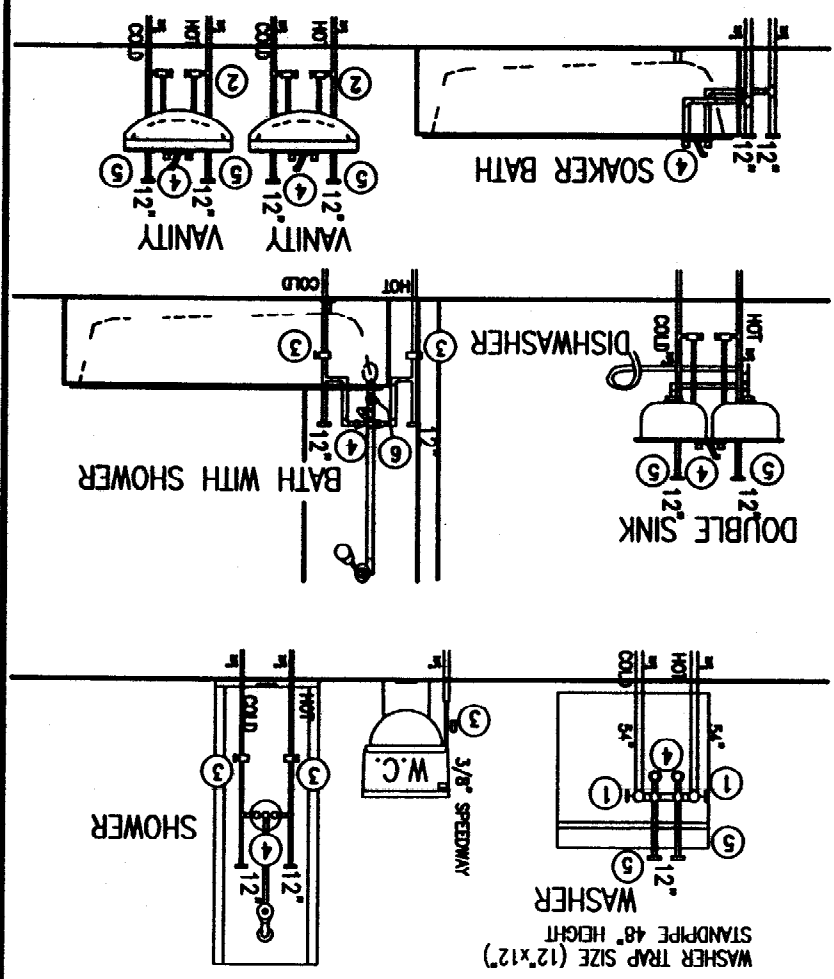 WASHER TRAP SIZE (12"x12")
STANDPIPE 48" HEIGHT
WASHER
12"
5
5
1
4
1
54"
54"
HOT
COLD
3/8" SPEEDWAY
W.C.
3
SHOWER
12"
12"
4
3
3
HOT
COLD
DOUBLE SINK
12"
12"
5
4
5
DISHWASHER
HOT
COLD
BATH WITH SHOWER
12"
12"
6
4
3
3
HOT
COLD
SOAKER BATH
12"
12"
4
VANITY
12"
12"
5
4
2
HOT
COLD
VANITY
12"
12"
5
4
5
2
HOT
COLD